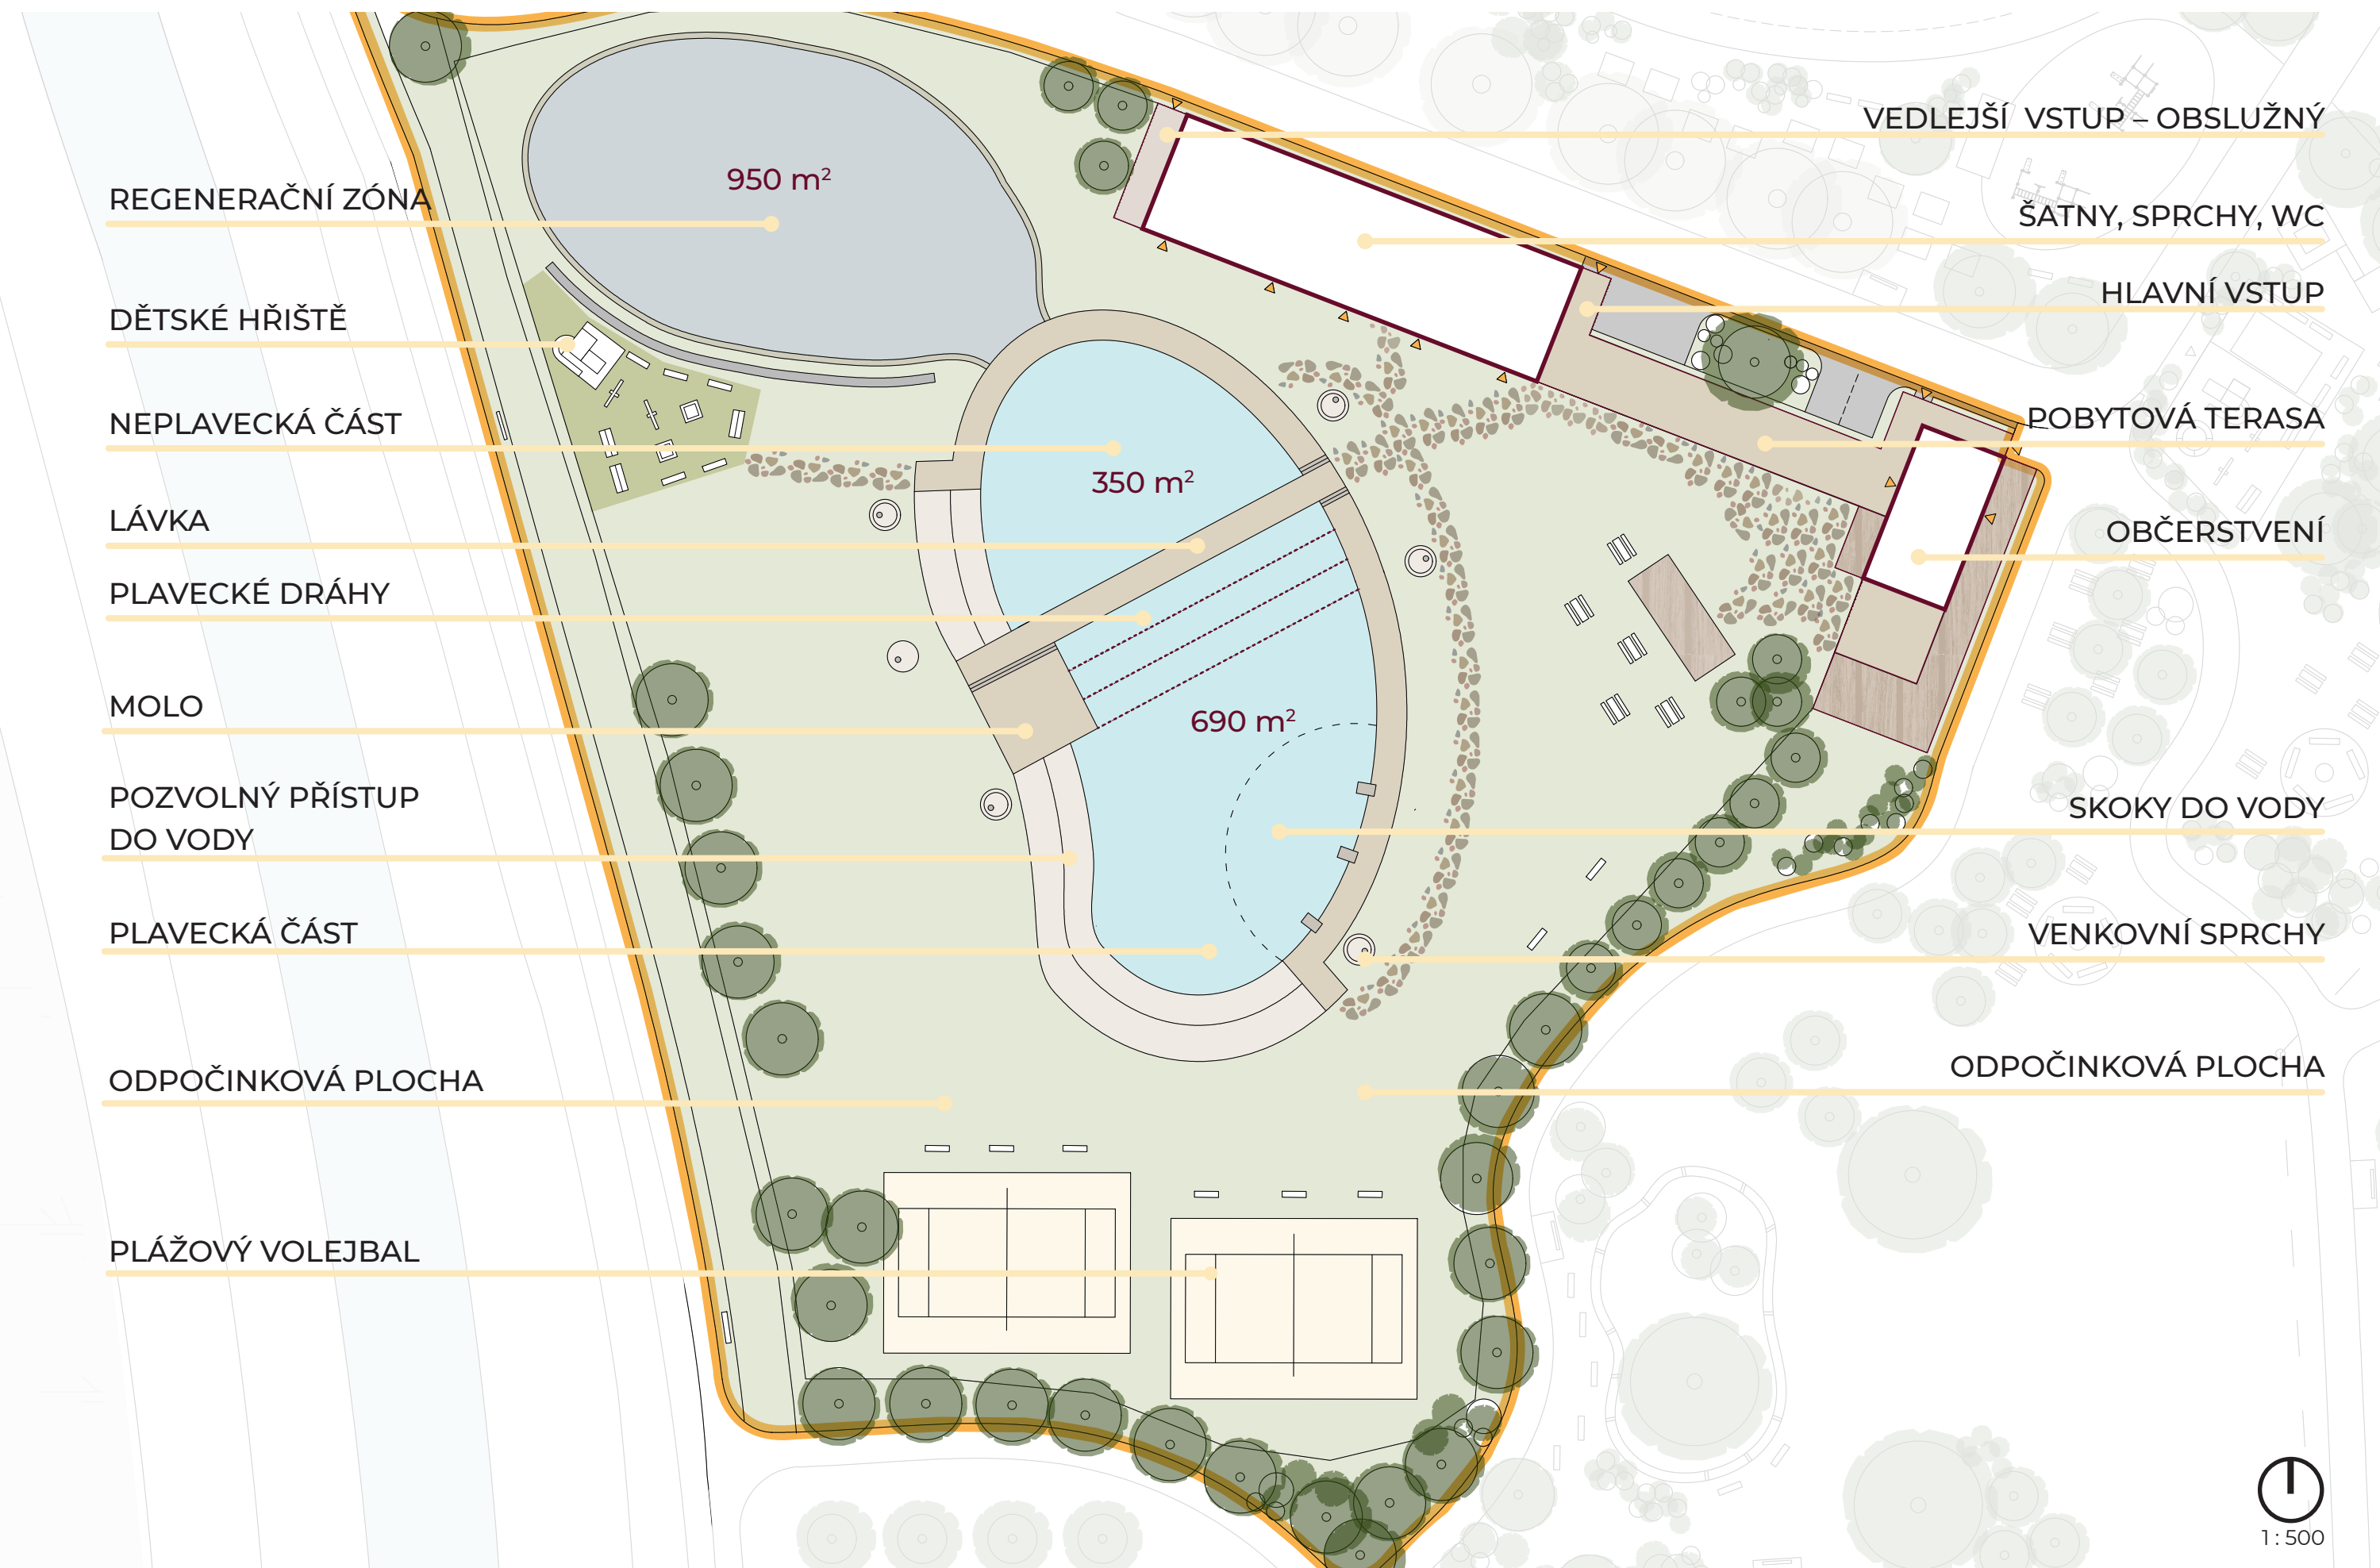 REGENERAČNÍ ZÓNA
DĚTSKÉ HŘIŠTĚ
NEPLAVECKÁ ČÁST
LÁVKA
PLAVECKÉ DRÁHY
MOLO
POZVOLNÝ PŘÍSTUP
DO VODY
PLAVECKÁ ČÁST
ODPOČINKOVÁ PLOCHA
PLÁŽOVÝ VOLEJBAL
950 m²
350 m²
690 m²
VEDLEJŠÍ VSTUP – OBSLUŽNÝ
ŠATNY, SPRCHY, WC
HLAVNÍ VSTUP
POBYTOVÁ TERASA
OBČERSTVENÍ
SKOKY DO VODY
VENKOVNÍ SPRCHY
ODPOČINKOVÁ PLOCHA
1 : 500